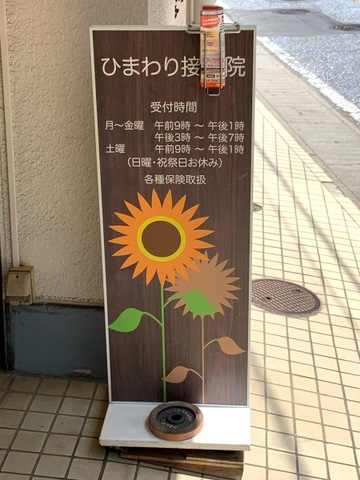 ひまわり接院
受付時間
月～金曜 午前9時 ～ 午後1時
午後3時 ～ 午後7時
土曜 午前9時 ～ 午後1時
（日曜・祝祭日お休み）
各種保険取扱